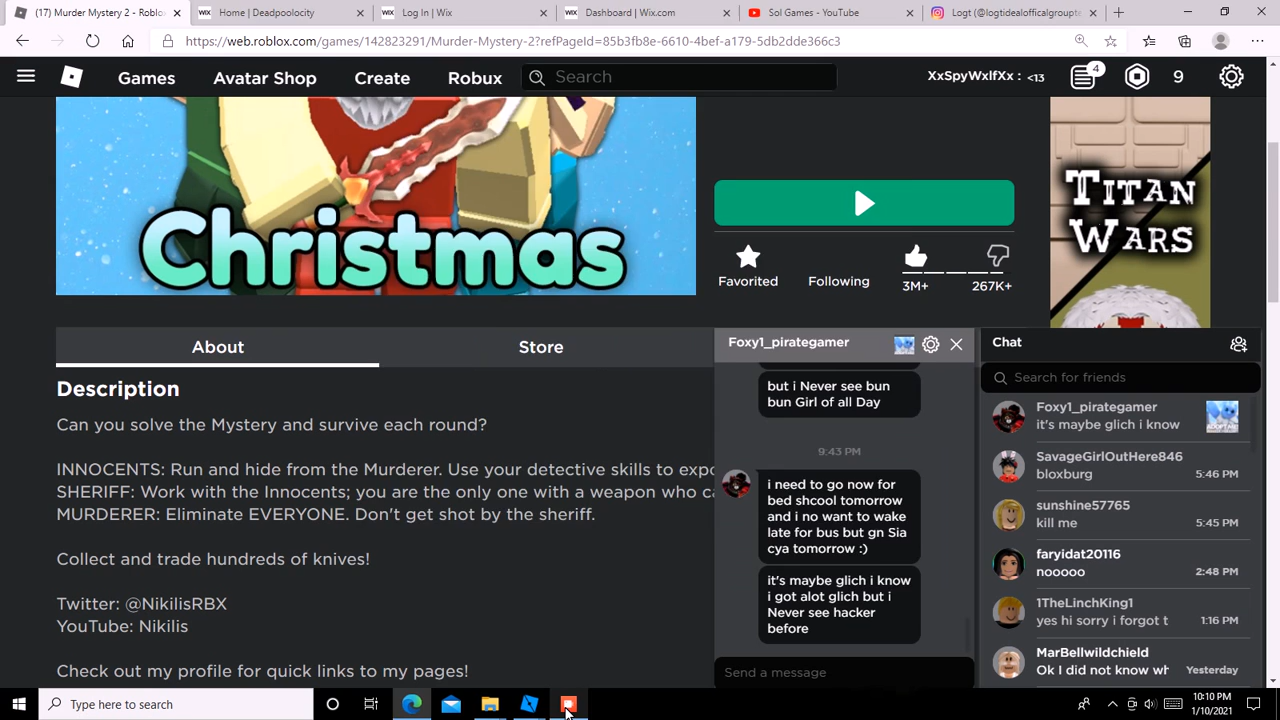 (17) Murder Mystery 2 - Roblox
Home | Deadpoolocity
Log In | Wix
Dashboard | Wix.com
Sol Games - YouTube
Logt (@logtidealofficalgroupte
https://web.roblox.com/games/142823291/Murder-Mystery-2?refPageId=85b3fb8e-6610-4bef-a179-5db2dde366c3
Games
Avatar Shop
Create
Robux
Search
XxSpyWxlfXx : <13
4
9
Christmas
TITAN
WARS
Favorited
Following
3M+
267K+
About
Store
Description
Can you solve the Mystery and survive each round?
INNOCENTS: Run and hide from the Murderer. Use your detective skills to expo
SHERIFF: Work with the Innocents; you are the only one with a weapon who ca
MURDERER: Eliminate EVERYONE. Don't get shot by the sheriff.
Collect and trade hundreds of knives!
Twitter: @NikilisRBX
YouTube: Nikilis
Check out my profile for quick links to my pages!
Foxy1_pirategamer
but i Never see bun
bun Girl of all Day
9:43 PM
i need to go now for
bed shcool tomorrow
and i no want to wake
late for bus but gn Sia
cya tomorrow :)
it's maybe glich i know
i got alot glich but i
Never see hacker
before
Send a message
Chat
Search for friends
Foxy1_pirategamer
it's maybe glich i know
SavageGirlOutHere846
bloxburg
5:46 PM
sunshine57765
kill me
5:45 PM
faryidat20116
nooooo
2:48 PM
1TheLinchKing1
yes hi sorry i forgot t
1:16 PM
MarBellwildchield
Ok I did not know wh
Yesterday
Type here to search
10:10 PM
1/10/2021